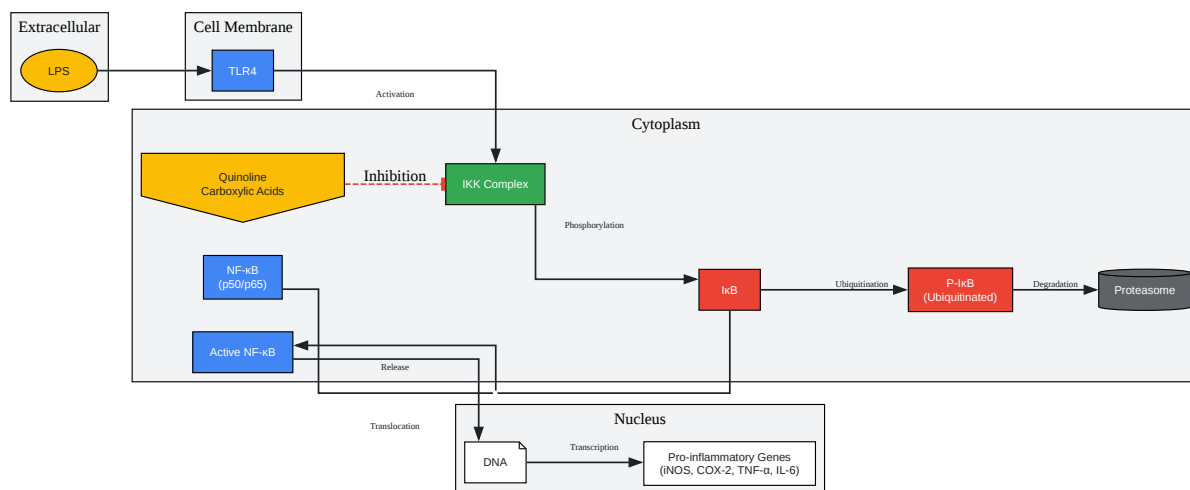 Extracellular
Cell Membrane
LPS
TLR4
Activation
Cytoplasm
Quinoline
Carboxylic Acids
Inhibition
IKK Complex
Phosphorylation
NF-κB
(p50/p65)
IκB
Ubiquitination
P-IκB
(Ubiquitinated)
Degradation
Proteasome
Active NF-κB
Release
Translocation
Nucleus
DNA
Transcription
Pro-inflammatory Genes
(iNOS, COX-2, TNF-α, IL-6)